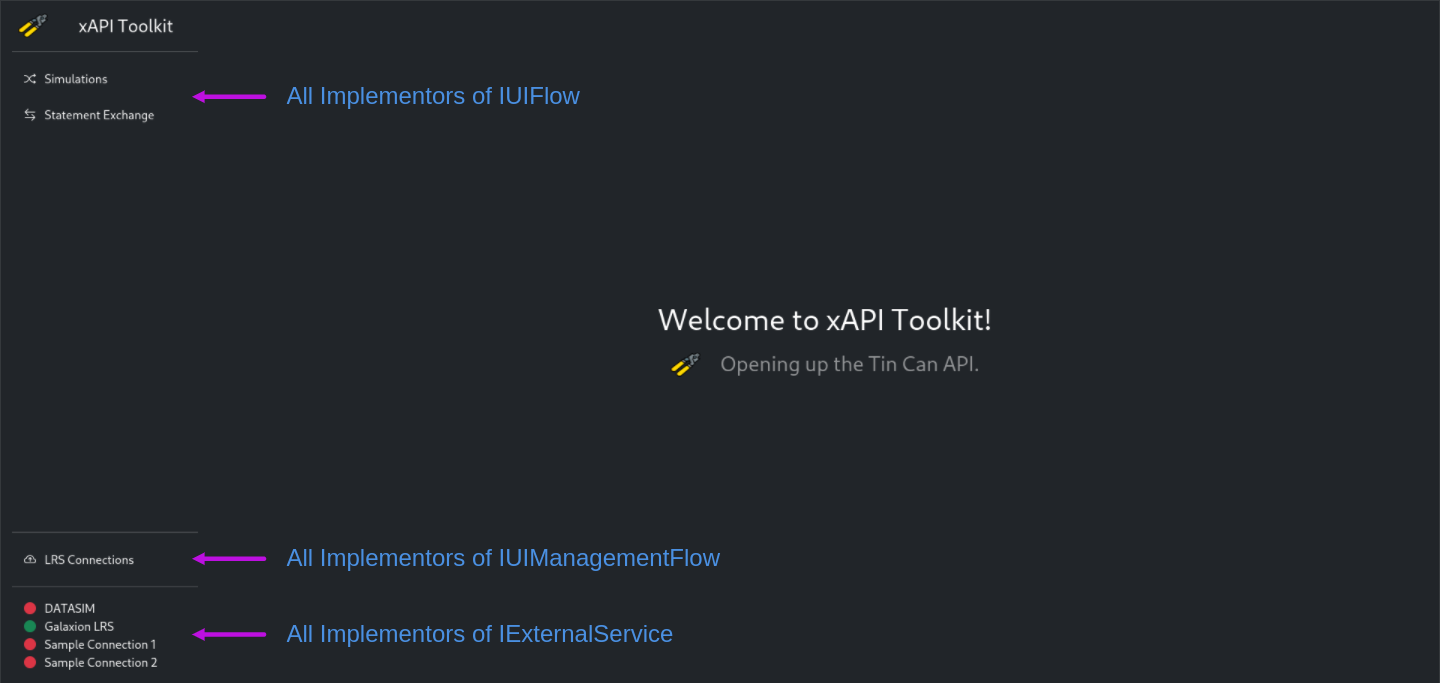 xAPI Toolkit
Simulations
All Implementors of IUIFlow
Statement Exchange
Welcome to xAPI Toolkit!
Opening up the Tin Can API.
LRS Connections
All Implementors of IUIManagementFlow
DATASIM
Galaxion LRS
All Implementors of IExternalService
Sample Connection 1
Sample Connection 2